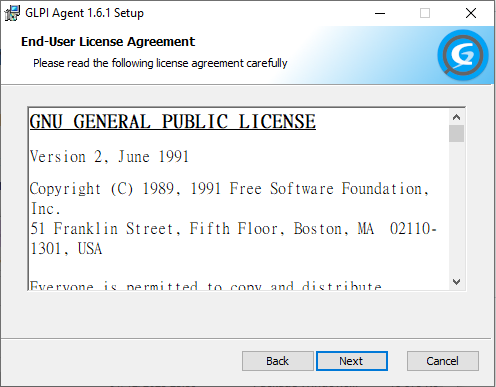 GLPI Agent 1.6.1 Setup
End-User License Agreement
Please read the following license agreement carefully
GNU GENERAL PUBLIC LICENSE
Version 2, June 1991
Copyright (C) 1989, 1991 Free Software Foundation,
Inc.
51 Franklin Street, Fifth Floor, Boston, MA  02110-
1301, USA
Everyone is permitted to copy and distribute
Back
Next
Cancel